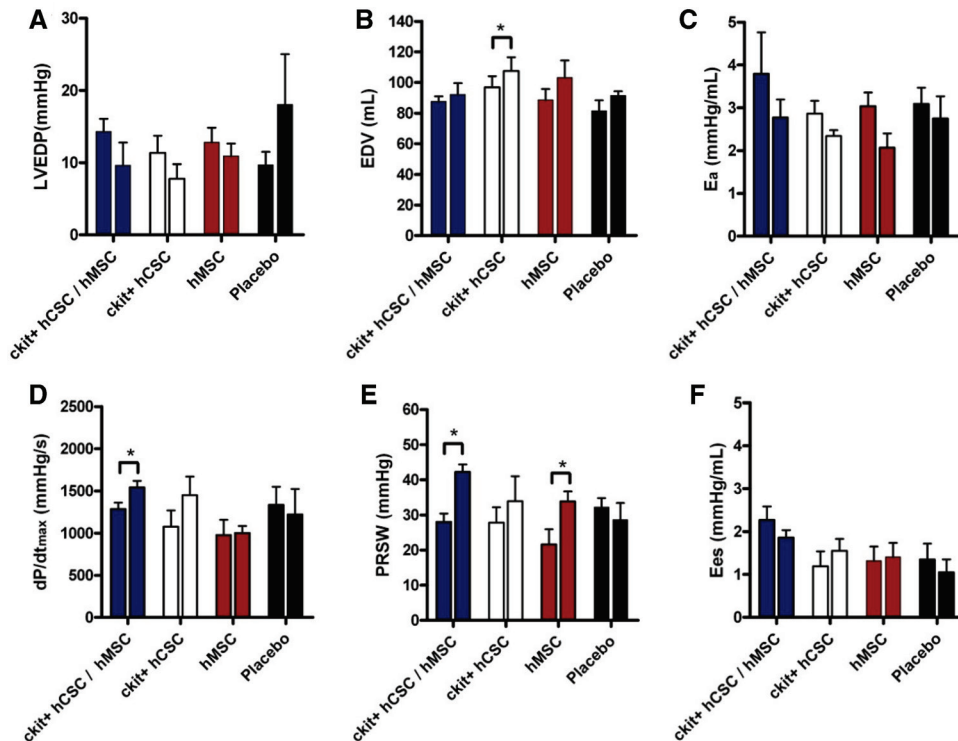 A
LVEDP(mmHg)
30
20
10
0
ckit+ hCSC / hMSC
ckit+ hCSC
hMSC
Placebo
B
EDV (mL)
140
120
100
80
60
40
20
0
*
ckit+ hCSC / hMSC
ckit+ hCSC
hMSC
Placebo
C
Ea (mmHg/mL)
5
4
3
2
1
0
ckit+ hCSC / hMSC
ckit+ hCSC
hMSC
Placebo
D
dP/dtmax (mmHg/s)
2500
2000
1500
1000
500
0
*
ckit+ hCSC / hMSC
ckit+ hCSC
hMSC
Placebo
E
PRSW (mmHg)
60
50
40
30
20
10
0
*
*
ckit+ hCSC / hMSC
ckit+ hCSC
hMSC
Placebo
F
Ees (mmHg/mL)
5
4
3
2
1
0
ckit+ hCSC / hMSC
ckit+ hCSC
hMSC
Placebo